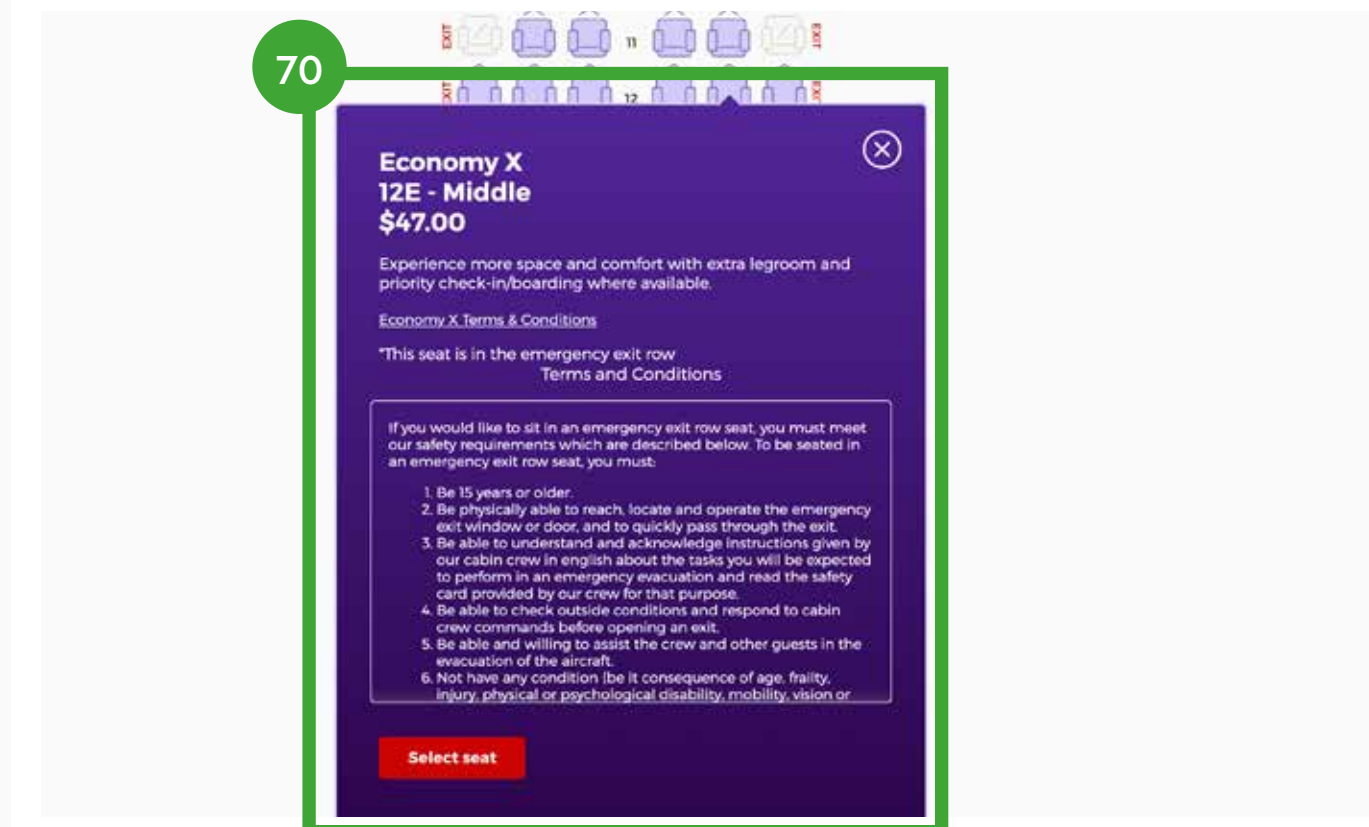 EXIT 11 EXIT
70
EXIT 12 EXIT
Economy X
12E - Middle
$47.00
Experience more space and comfort with extra legroom and
priority check-in/boarding where available.
Economy X Terms & Conditions
*This seat is in the emergency exit row
Terms and Conditions
If you would like to sit in an emergency exit row seat, you must meet
our safety requirements which are described below. To be seated in
an emergency exit row seat, you must:
1. Be 15 years or older.
2. Be physically able to reach, locate and operate the emergency
exit window or door, and to quickly pass through the exit.
3. Be able to understand and acknowledge instructions given by
our cabin crew in english about the tasks you will be expected
to perform in an emergency evacuation and read the safety
card provided by our crew for that purpose.
4. Be able to check outside conditions and respond to cabin
crew commands before opening an exit.
5. Be able and willing to assist the crew and other guests in the
evacuation of the aircraft.
6. Not have any condition (be it consequence of age, frailty,
injury, physical or psychological disability, mobility, vision or
Select seat